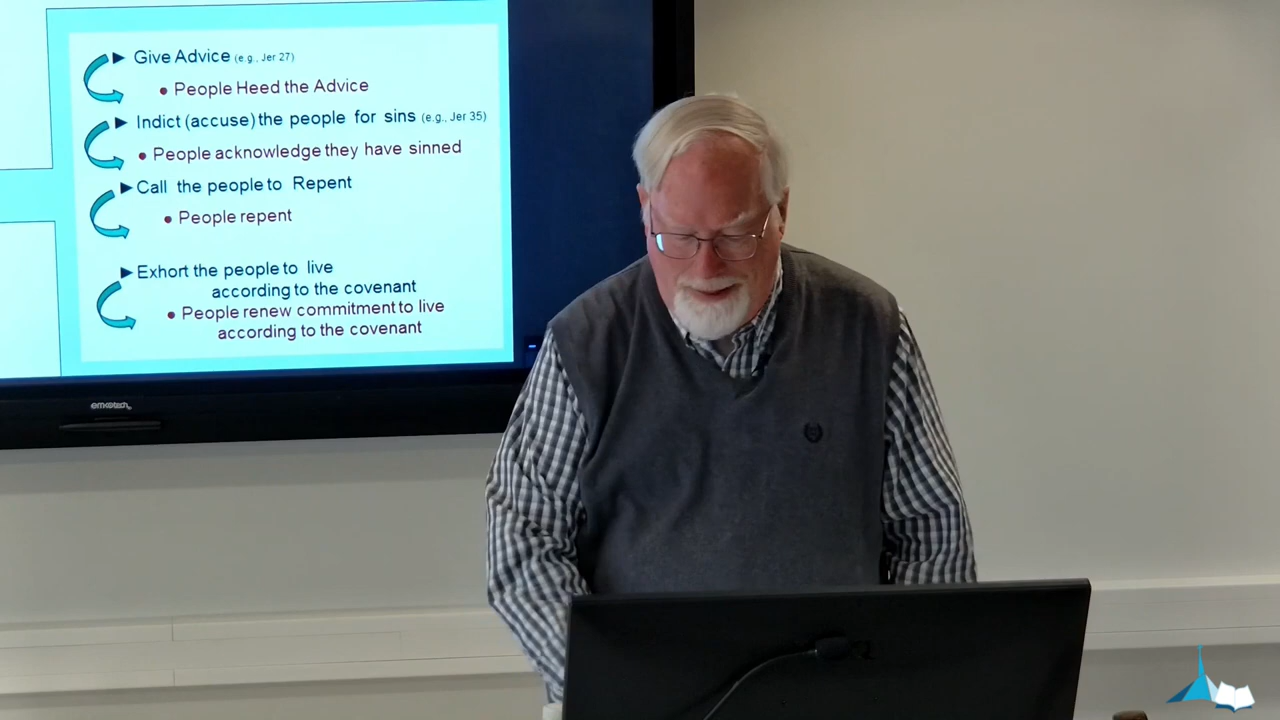 ► Give Advice (e.g., Jer 27)
• People Heed the Advice
► Indict (accuse) the people for sins (e.g., Jer 35)
• People acknowledge they have sinned
► Call the people to Repent
• People repent
► Exhort the people to live
according to the covenant
• People renew commitment to live
according to the covenant
emkotech